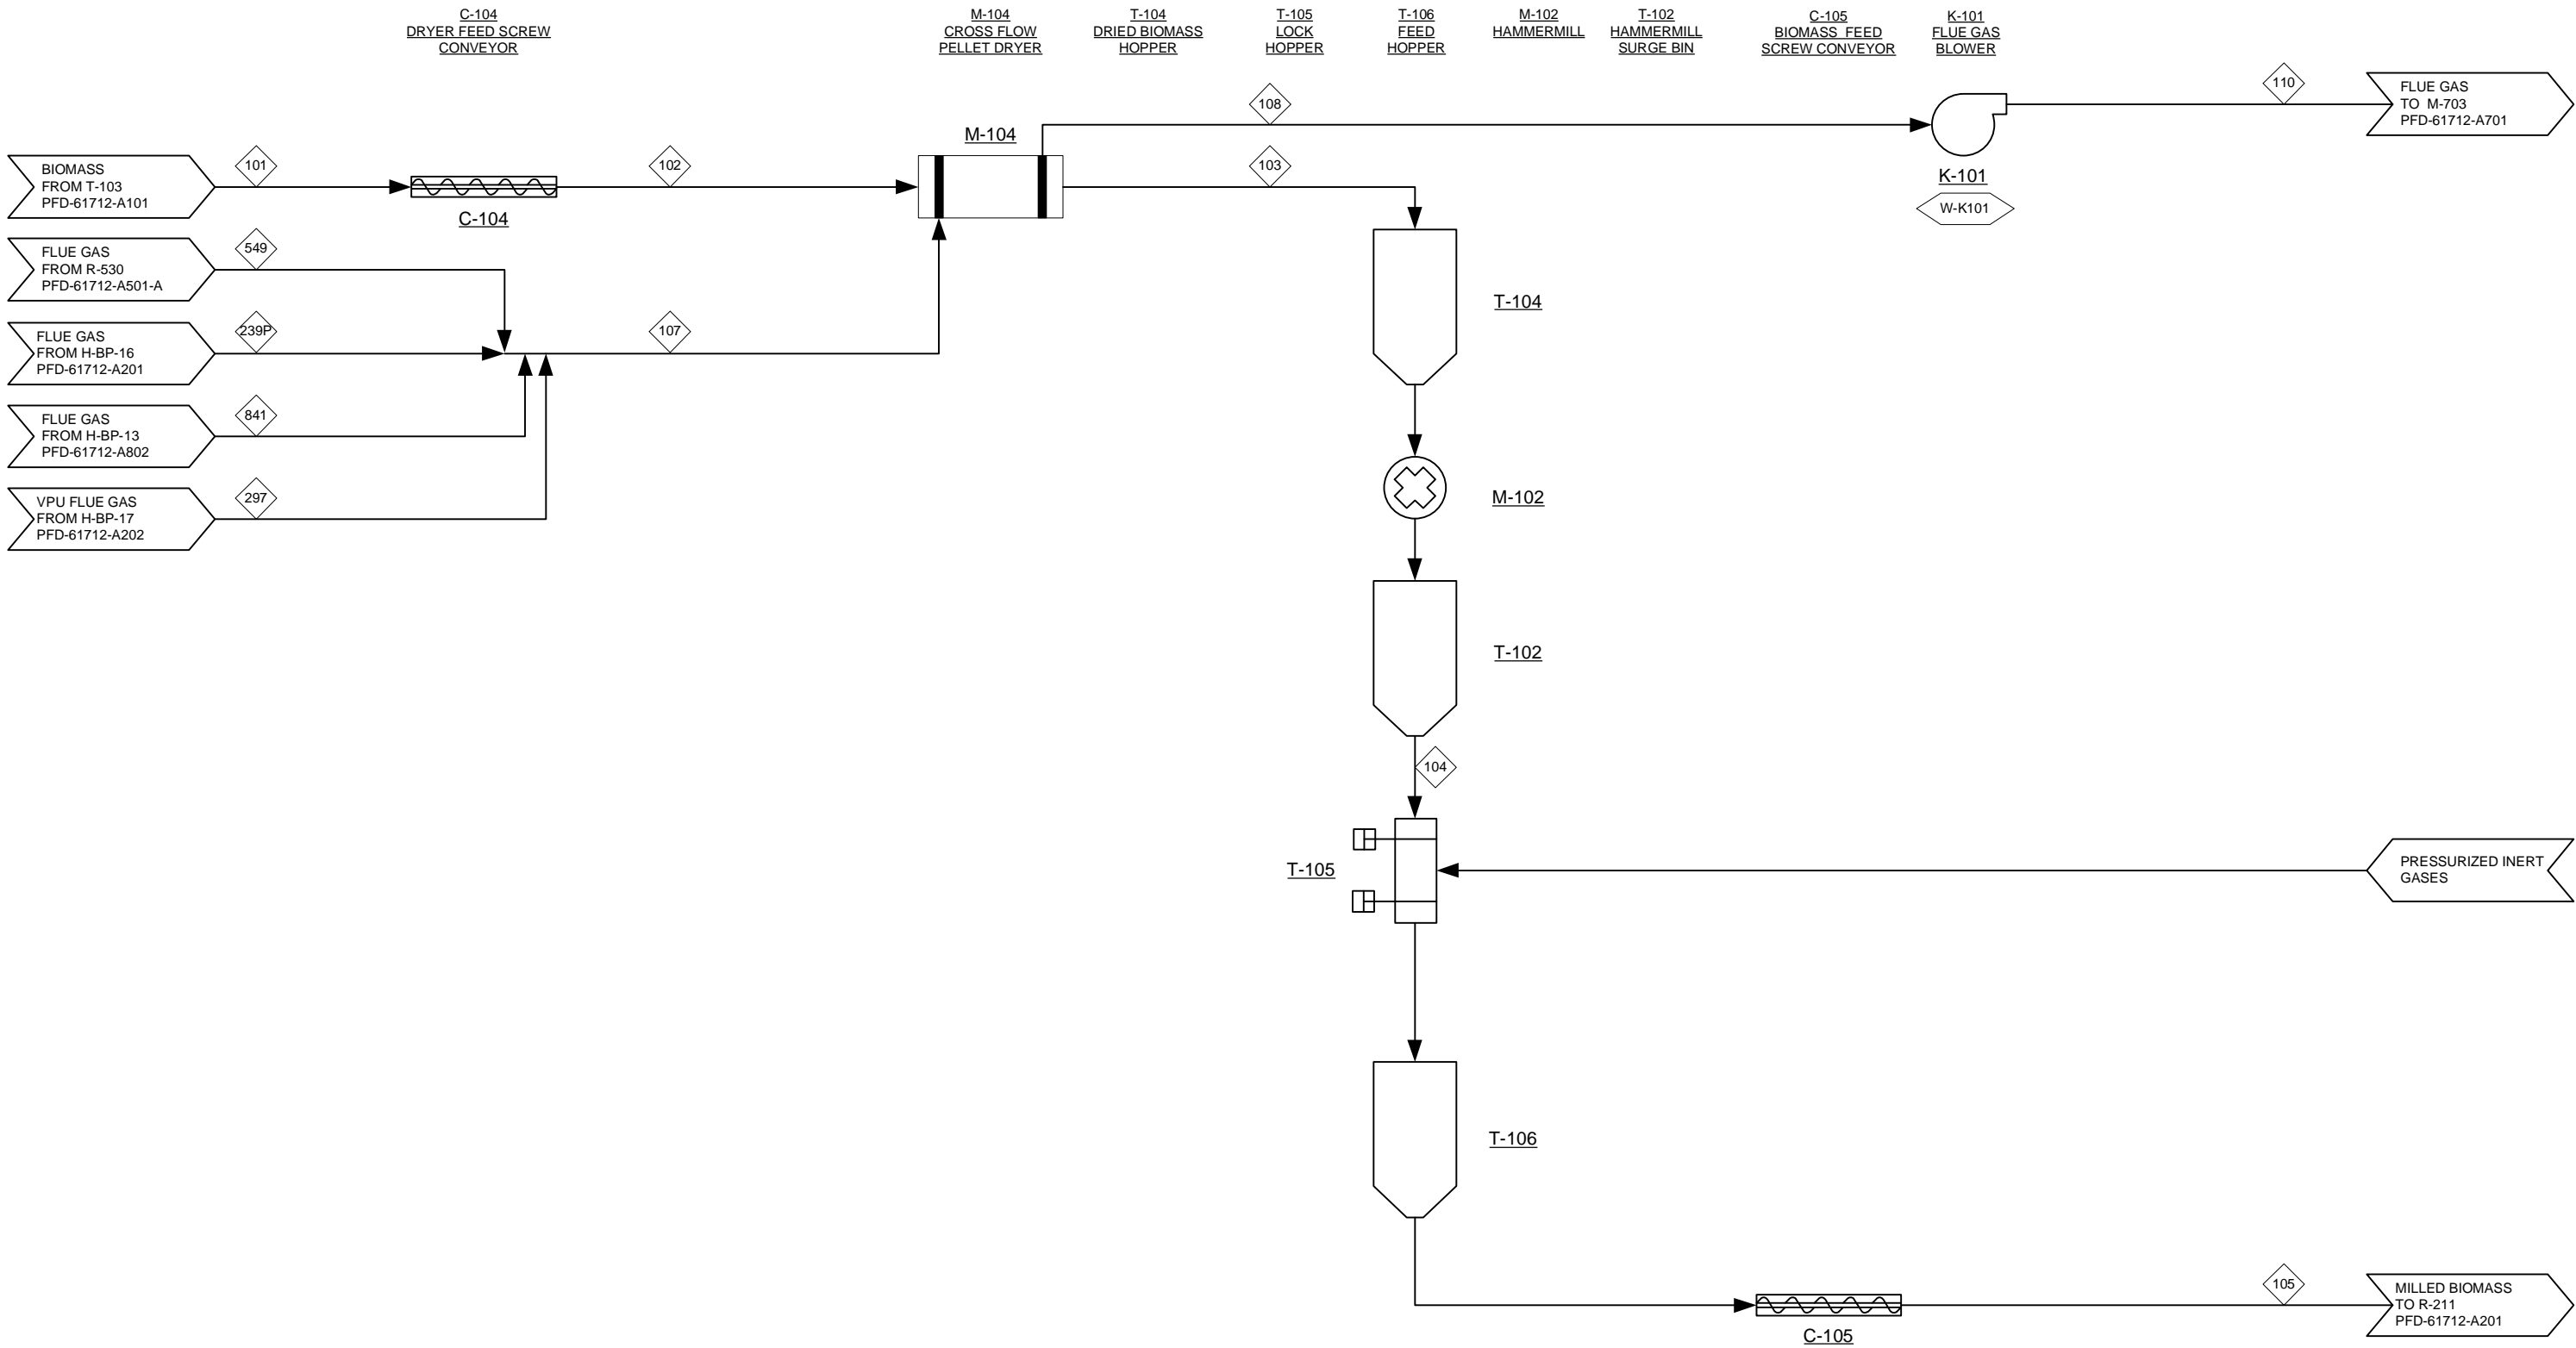 C-104
DRYER FEED SCREW
CONVEYOR
M-104
CROSS FLOW
PELLET DRYER
T-104
DRIED BIOMASS
HOPPER
T-105
LOCK
HOPPER
T-106
FEED
HOPPER
M-102
HAMMERMILL
T-102
HAMMERMILL
SURGE BIN
C-105
BIOMASS FEED
SCREW CONVEYOR
K-101
FLUE GAS
BLOWER
110
FLUE GAS
TO M-703
PFD-61712-A701
108
M-104
BIOMASS
FROM T-103
PFD-61712-A101
101
102
103
C-104
K-101
W-K101
FLUE GAS
FROM R-530
PFD-61712-A501-A
549
T-104
FLUE GAS
FROM H-BP-16
PFD-61712-A201
239P
107
FLUE GAS
FROM H-BP-13
PFD-61712-A802
841
VPU FLUE GAS
FROM H-BP-17
PFD-61712-A202
297
M-102
T-102
104
T-105
PRESSURIZED INERT
GASES
T-106
105
MILLED BIOMASS
TO R-211
PFD-61712-A201
C-105